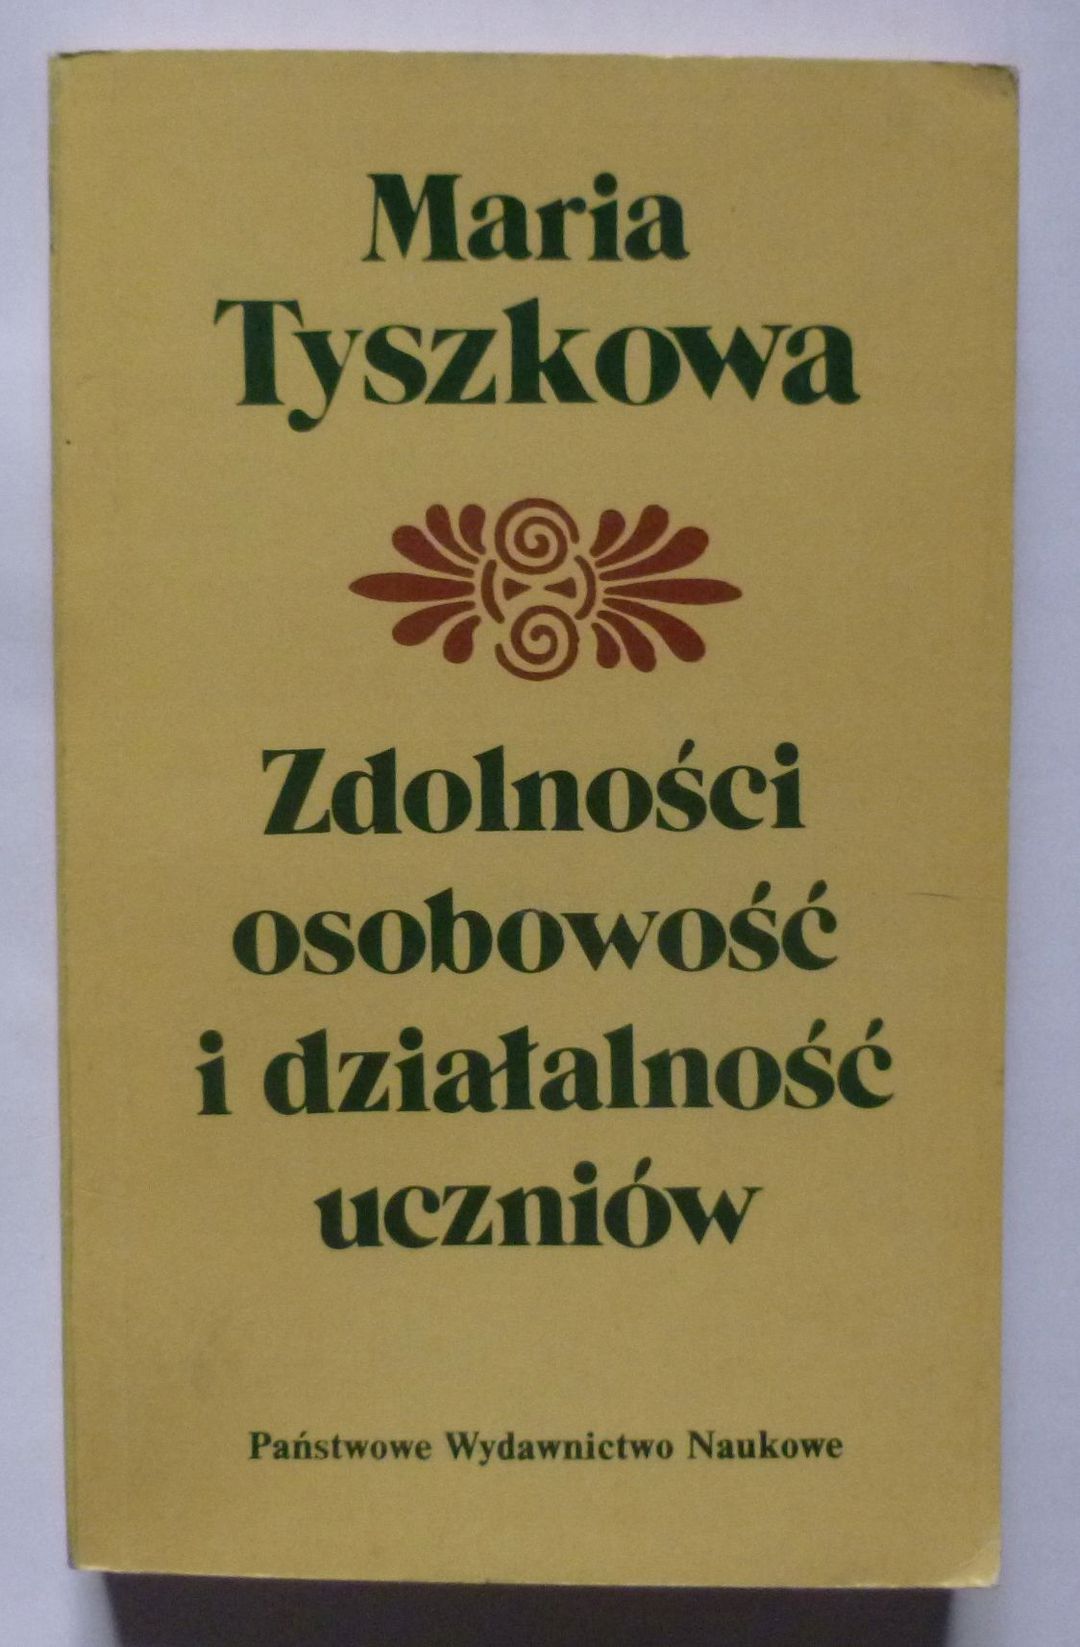 Maria
Tyszkowa
Zdolności
osobowość
i działalność
uczniów
Państwowe Wydawnictwo Naukowe